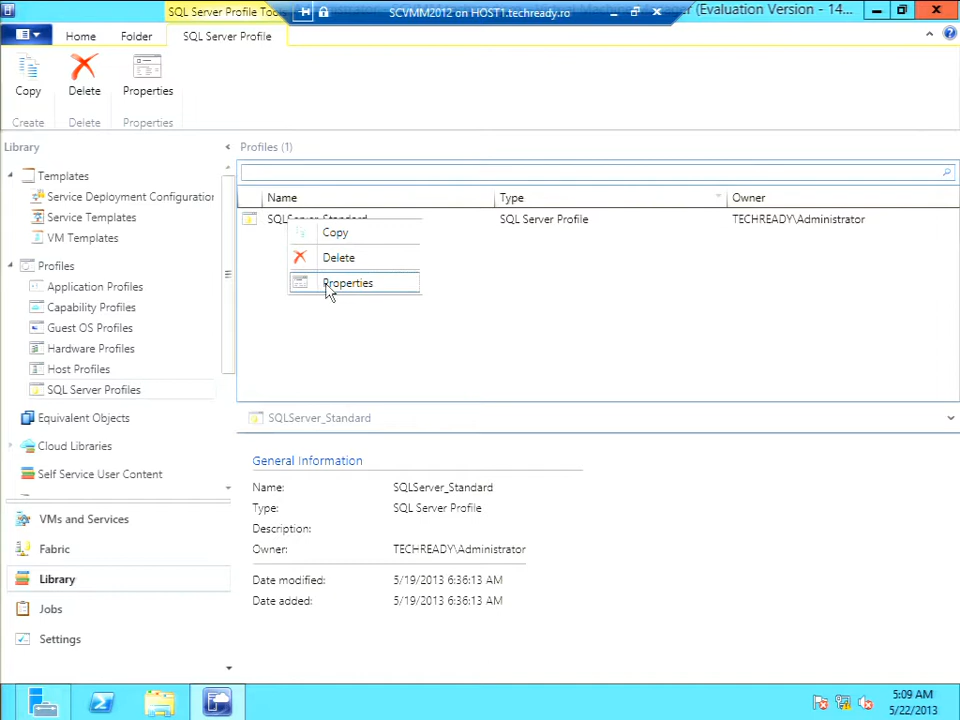 SQL Server Profile Too
SCVMM2012 on HOST1.techready.ro
(Evaluation Version - 14...
Home
Folder
SQL Server Profile
Copy
Delete
Properties
Create
Delete
Properties
Library
Profiles (1)
Templates
Service Deployment Configuration
Service Templates
VM Templates
Profiles
Application Profiles
Capability Profiles
Guest OS Profiles
Hardware Profiles
Host Profiles
SQL Server Profiles
Equivalent Objects
Cloud Libraries
Self Service User Content
VMs and Services
Fabric
Library
Jobs
Settings
Name
Type
Owner
SQLServer_Standard
SQL Server Profile
TECHREADY\Administrator
Copy
Delete
Properties
SQLServer_Standard
General Information
Name: SQLServer_Standard
Type: SQL Server Profile
Description:
Owner: TECHREADY\Administrator
Date modified: 5/19/2013 6:36:13 AM
Date added: 5/19/2013 6:36:13 AM
5:09 AM
5/22/2013